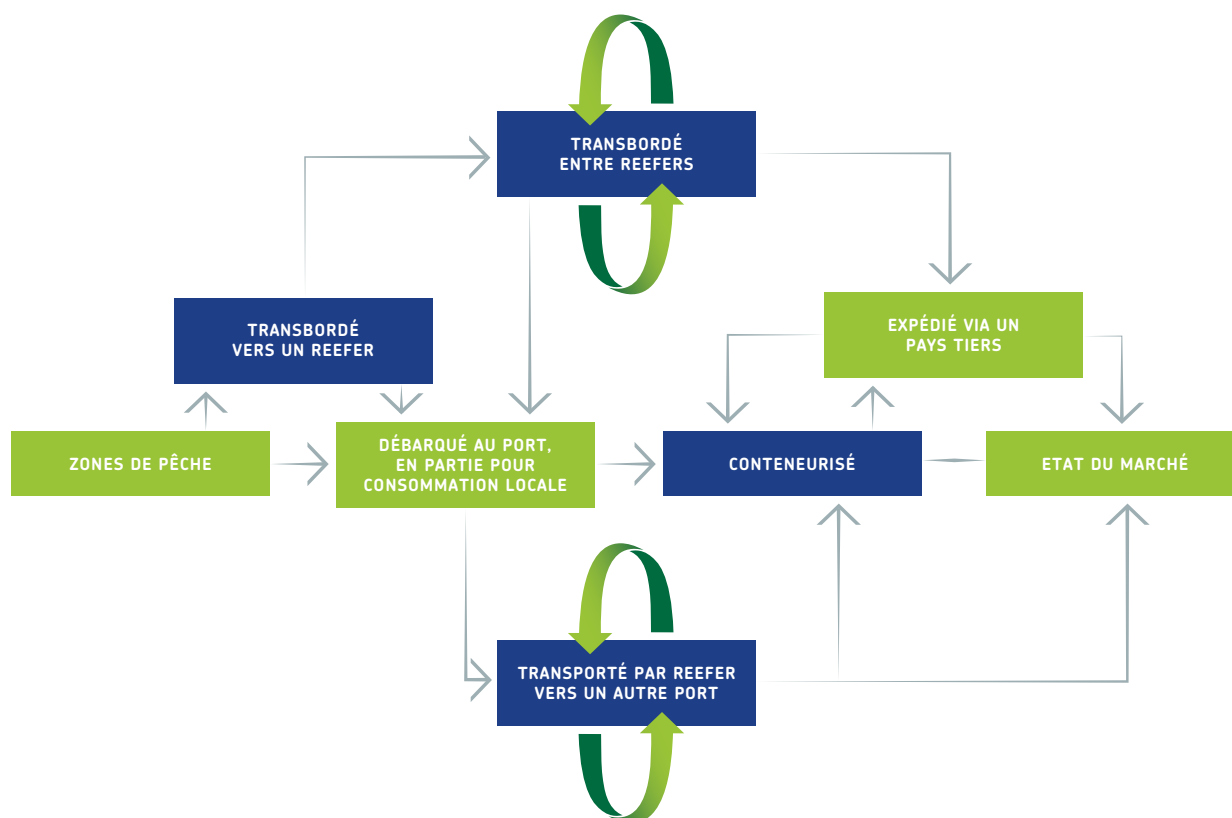 TRANSBORDÉ
ENTRE REEFERS
TRANSBORDÉ
VERS UN REEFER
EXPÉDIÉ VIA UN
PAYS TIERS
ZONES DE PÊCHE
DÉBARQUÉ AU PORT,
EN PARTIE POUR
CONSOMMATION LOCALE
CONTENEURISÉ
ETAT DU MARCHÉ
TRANSPORTÉ PAR REEFER
VERS UN AUTRE PORT